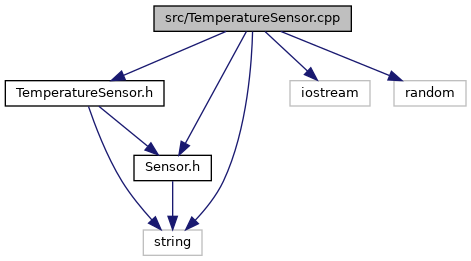 src/TemperatureSensor.cpp
TemperatureSensor.h
iostream
random
Sensor.h
string